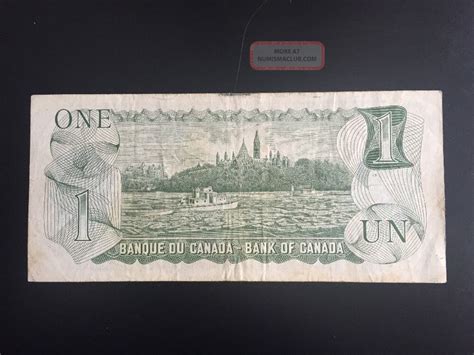 MORE AT
NUMISMACLUB.COM
ONE
1
1
BANQUE DU CANADA - BANK OF CANADA
UN